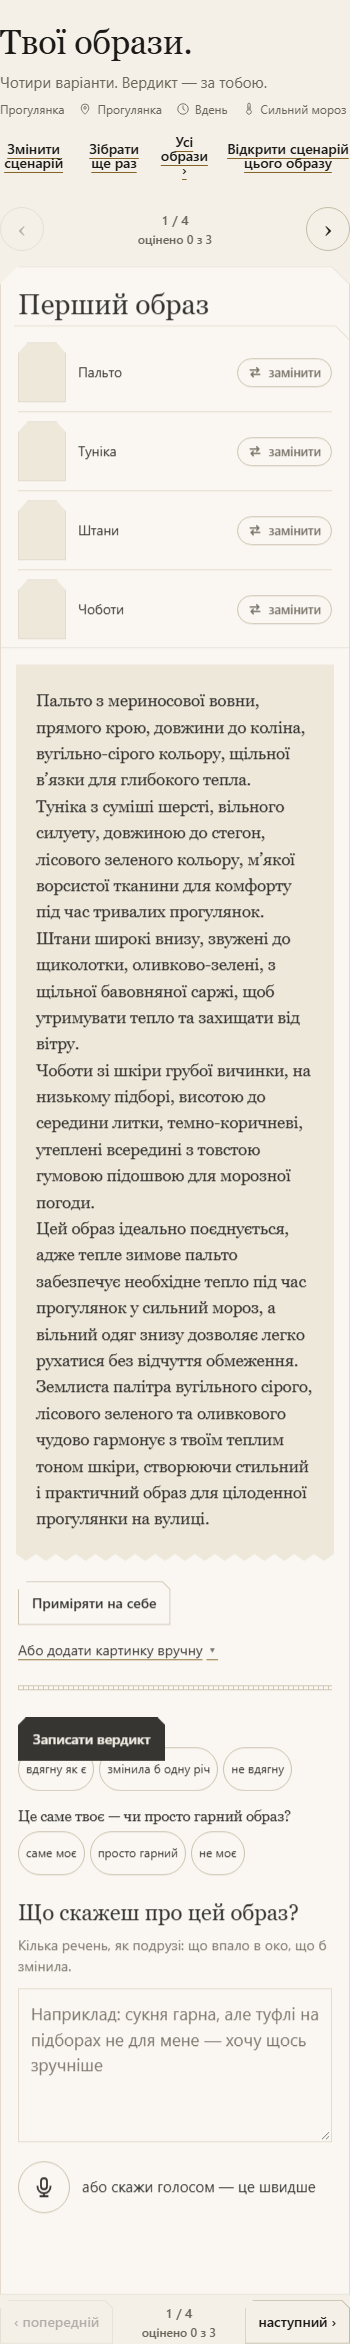 Твої образи.
Чотири варіанти. Вердикт — за тобою.
Прогулянка Прогулянка Вдень Сильний мороз
Змінити сценарій
Зібрати ще раз
Усі образи ›
Відкрити сценарій цього образу
‹ 1 / 4 ›
оцінено 0 з 3
Перший образ
Пальто замінити
Туніка замінити
Штани замінити
Чоботи замінити
Пальто з мериносової вовни,
прямого крою, довжини до коліна,
вугільно-сірого кольору, щільної
в’язки для глибокого тепла.
Туніка з суміші шерсті, вільного
силуету, довжиною до стегон,
лісового зеленого кольору, м’якої
ворсистої тканини для комфорту
під час тривалих прогулянок.
Штани широкі внизу, звужені до
щиколотки, оливково-зелені, з
щільної бавовняної саржі, щоб
утримувати тепло та захищати від
вітру.
Чоботи зі шкіри грубої вичинки, на
низькому підборі, висотою до
середини литки, темно-коричневі,
утеплені всередині з товстою
гумовою підошвою для морозної
погоди.
Цей образ ідеально поєднується,
адже тепле зимове пальто
забезпечує необхідне тепло під час
прогулянок у сильний мороз, а
вільний одяг знизу дозволяє легко
рухатися без відчуття обмеження.
Землиста палітра вугільного сірого,
лісового зеленого та оливкового
чудово гармонує з твоїм теплим
тоном шкіри, створюючи стильний
і практичний образ для цілоденної
прогулянки на вулиці.
Приміряти на себе
Або додати картинку вручну ▾
Записати вердикт
вдягну як є змінила б одну річ не вдягну
Це саме твоє — чи просто гарний образ?
саме моє просто гарний не моє
Що скажеш про цей образ?
Кілька речень, як подрузі: що впало в око, що б
змінила.
Наприклад: сукня гарна, але туфлі на
підборах не для мене — хочу щось
зручніше
або скажи голосом — це швидше
‹ попередній 1 / 4 наступний ›
оцінено 0 з 3